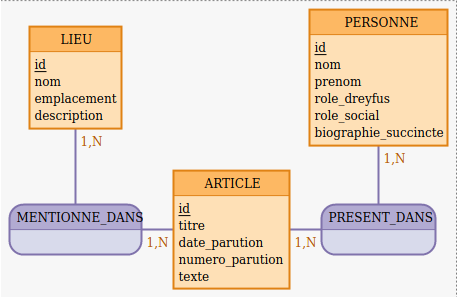 LIEU
id
nom
emplacement
description
1,N
PERSONNE
id
nom
prenom
role_dreyfus
role_social
biographie_succincte
1,N
ARTICLE
id
titre
date_parution
numero_parution
texte
MENTIONNE_DANS
1,N
1,N
PRESENT_DANS